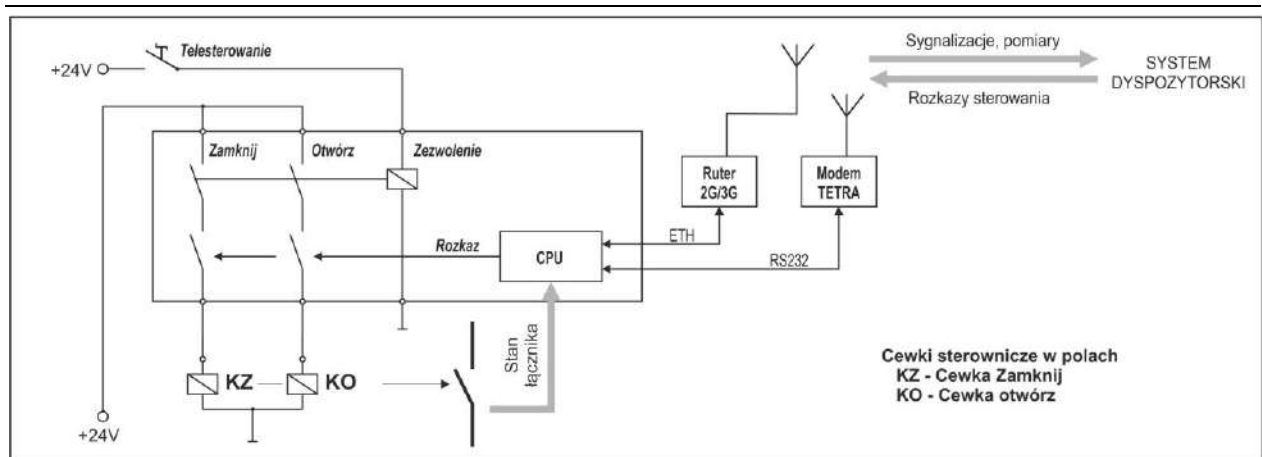 Telesterowanie
+24V
Sygnalizacje, pomiary
SYSTEM
DYSPOZYTORSKI
Rozkazy sterowania
Zamknij
Otwórz
Zezwolenie
Ruter
2G/3G
Modem
TETRA
Rozkaz
CPU
ETH
RS232
Stan
łącznika
KZ
KO
+24V
Cewki sterownicze w polach
KZ - Cewka Zamknij
KO - Cewka otwórz